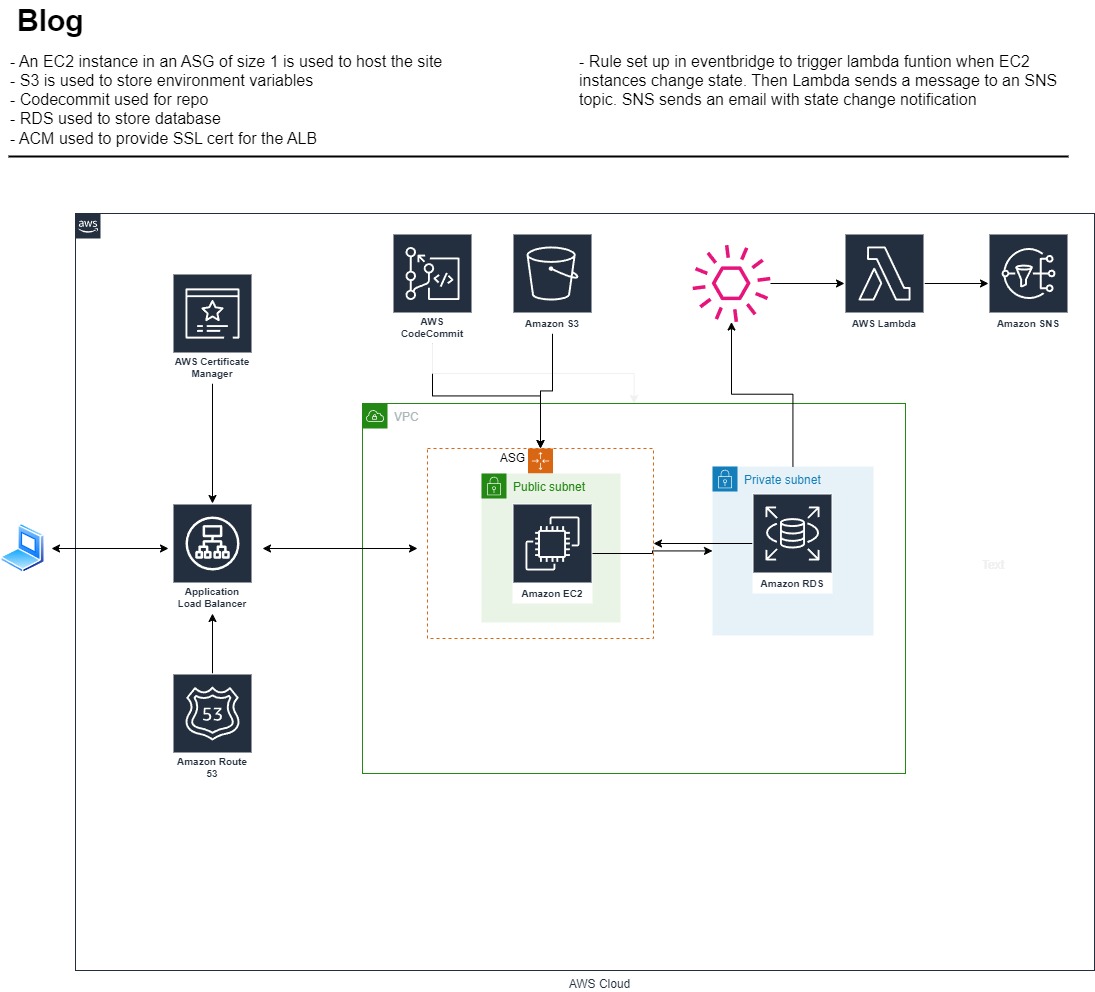 Blog
- An EC2 instance in an ASG of size 1 is used to host the site
- S3 is used to store environment variables
- Codecommit used for repo
- RDS used to store database
- ACM used to provide SSL cert for the ALB
- Rule set up in eventbridge to trigger lambda funtion when EC2
instances change state. Then Lambda sends a message to an SNS
topic. SNS sends an email with state change notification
aws
AWS
CodeCommit
Amazon S3
AWS Lambda
Amazon SNS
AWS Certificate
Manager
VPC
ASG
Public subnet
Private subnet
Amazon EC2
Amazon RDS
Text
Application
Load Balancer
53
Amazon Route
53
AWS Cloud